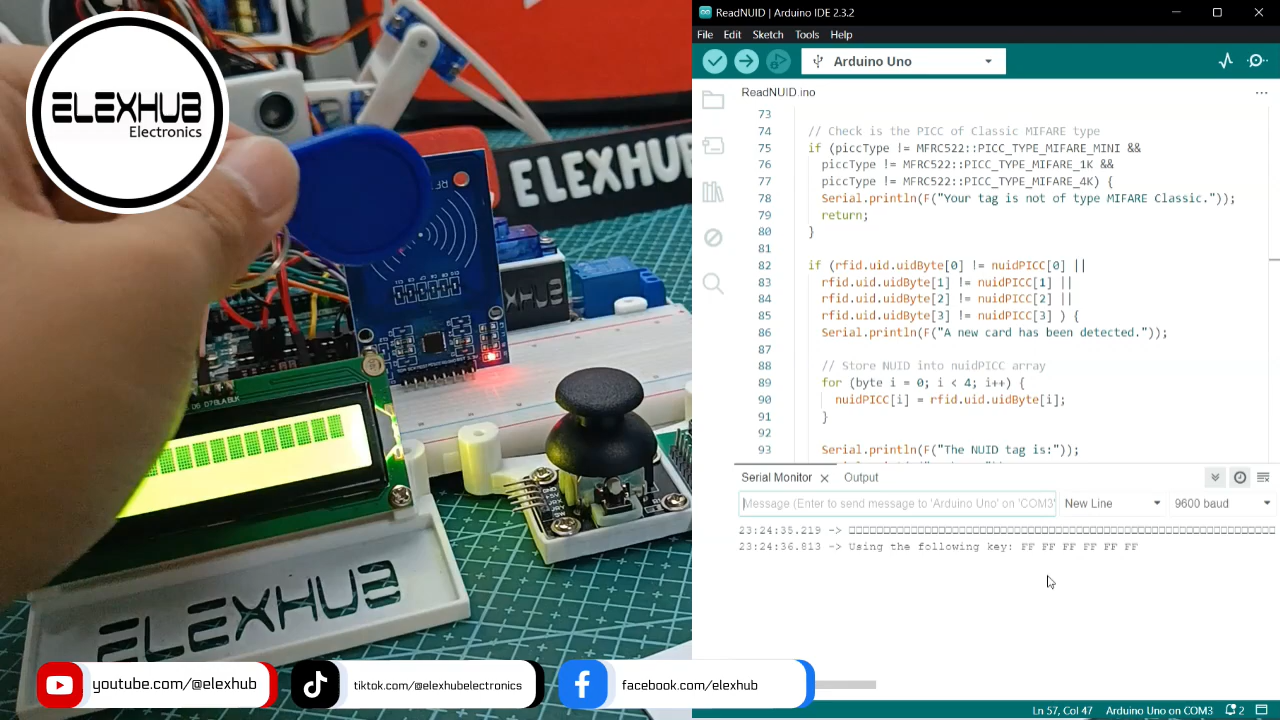 ELEXHUB
Electronics
ELEXHUB
ELEXHUB
ELEXHUB
youtube.com/@elexhub
tiktok.com/@elexhubelectronics
facebook.com/elexhub
ReadNUID | Arduino IDE 2.3.2
File Edit Sketch Tools Help
Arduino Uno
ReadNUID.ino
73
74 // Check is the PICC of Classic MIFARE type
75 if (piccType != MFRC522::PICC_TYPE_MIFARE_MINI &&
76 piccType != MFRC522::PICC_TYPE_MIFARE_1K &&
77 piccType != MFRC522::PICC_TYPE_MIFARE_4K) {
78 Serial.println(F("Your tag is not of type MIFARE Classic."));
79 return;
80 }
81
82 if (rfid.uid.uidByte[0] != nuidPICC[0] ||
83 rfid.uid.uidByte[1] != nuidPICC[1] ||
84 rfid.uid.uidByte[2] != nuidPICC[2] ||
85 rfid.uid.uidByte[3] != nuidPICC[3] ) {
86 Serial.println(F("A new card has been detected."));
87
88 // Store NUID into nuidPICC array
89 for (byte i = 0; i < 4; i++) {
90 nuidPICC[i] = rfid.uid.uidByte[i];
91 }
92
93 Serial.println(F("The NUID tag is:"));
Serial Monitor Output
Message (Enter to send message to 'Arduino Uno' on 'COM3' New Line 9600 baud
23:24:35.219 ->
23:24:36.813 -> Using the following key: FF FF FF FF FF FF
Ln 57, Col 47 Arduino Uno on COM3 2